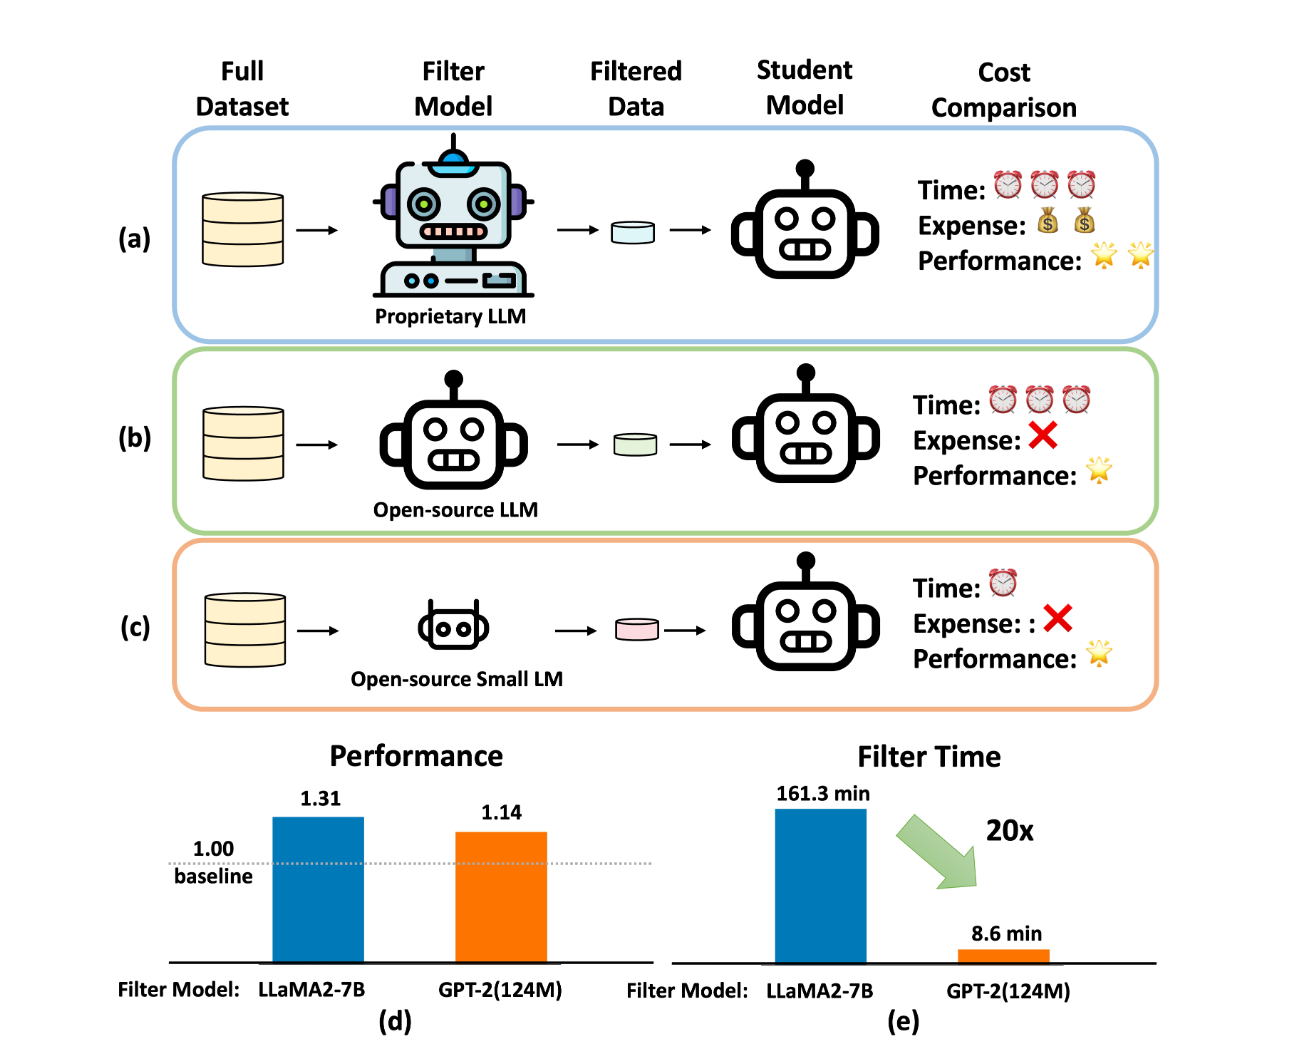 Full
Dataset
Filter
Model
Filtered
Data
Student
Model
Cost
Comparison
(a)
Proprietary LLM
Time:
Expense:
Performance:
(b)
Open-source LLM
Time:
Expense:
Performance:
(c)
Open-source Small LM
Time:
Expense: :
Performance:
Performance
1.31
1.14
1.00
baseline
Filter Model: LLaMA2-7B GPT-2(124M)
(d)
Filter Time
161.3 min
20x
8.6 min
Filter Model: LLaMA2-7B GPT-2(124M)
(e)